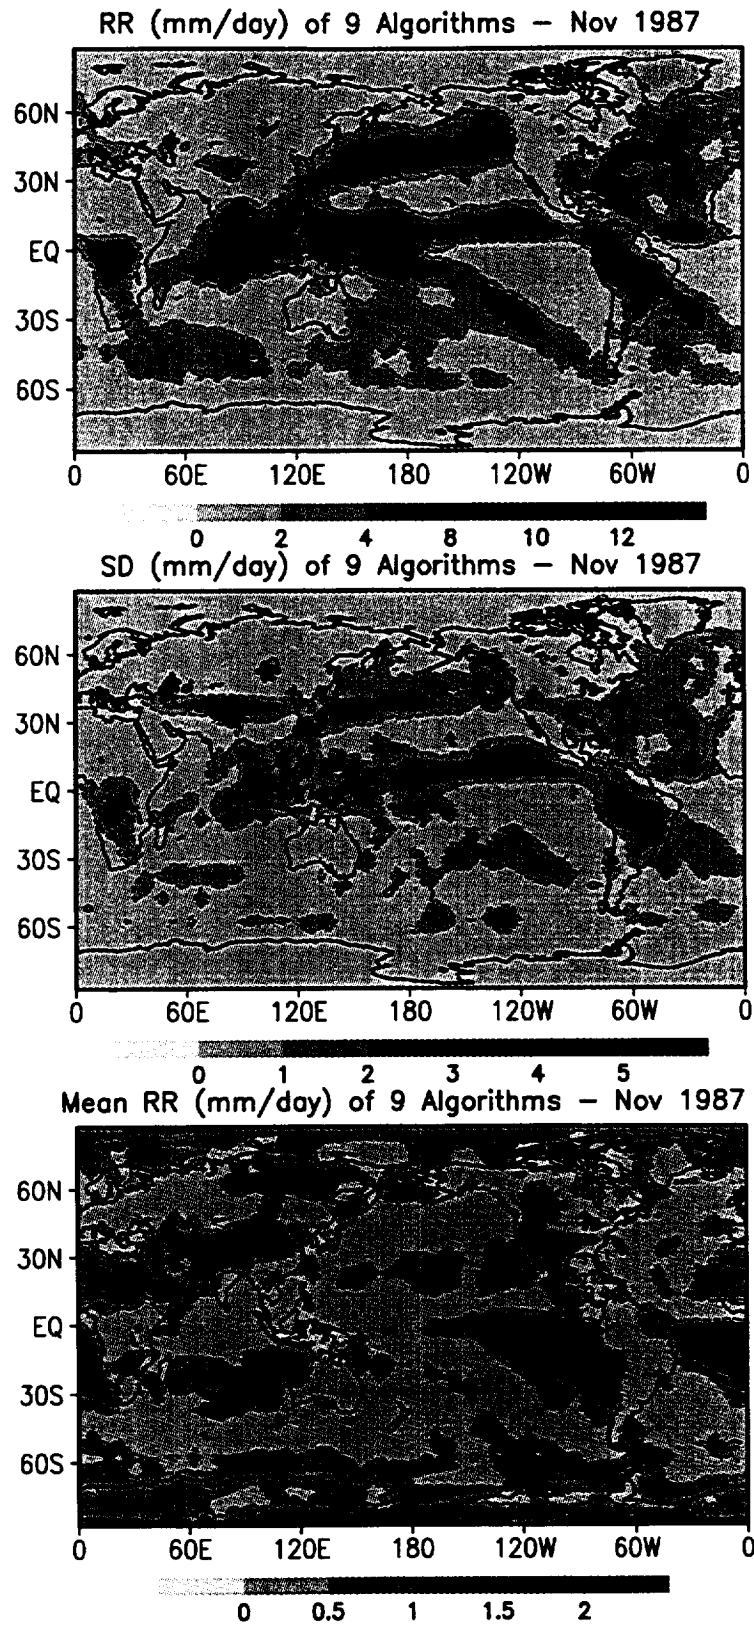 RR (mm/day) of 9 Algorithms – Nov 1987
60N
30N
EQ
30S
60S
0 60E 120E 180 120W 60W 0
0 2 4 8 10 12
SD (mm/day) of 9 Algorithms – Nov 1987
60N
30N
EQ
30S
60S
0 60E 120E 180 120W 60W 0
0 1 2 3 4 5
Mean RR (mm/day) of 9 Algorithms – Nov 1987
60N
30N
EQ
30S
60S
0 60E 120E 180 120W 60W 0
0 0.5 1 1.5 2